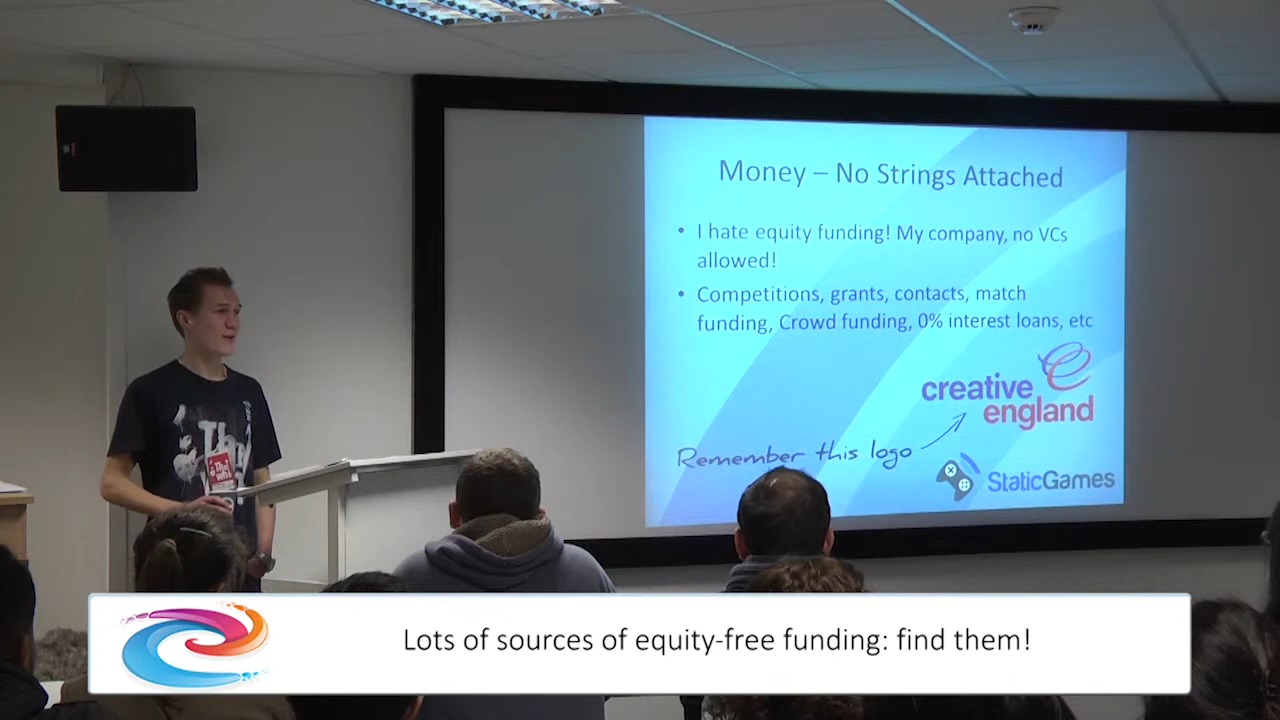 Money – No Strings Attached
• I hate equity funding! My company, no VCs
allowed!
• Competitions, grants, contacts, match
funding, Crowd funding, 0% interest loans, etc
creative
england
Remember this logo
StaticGames
Lots of sources of equity-free funding: find them!